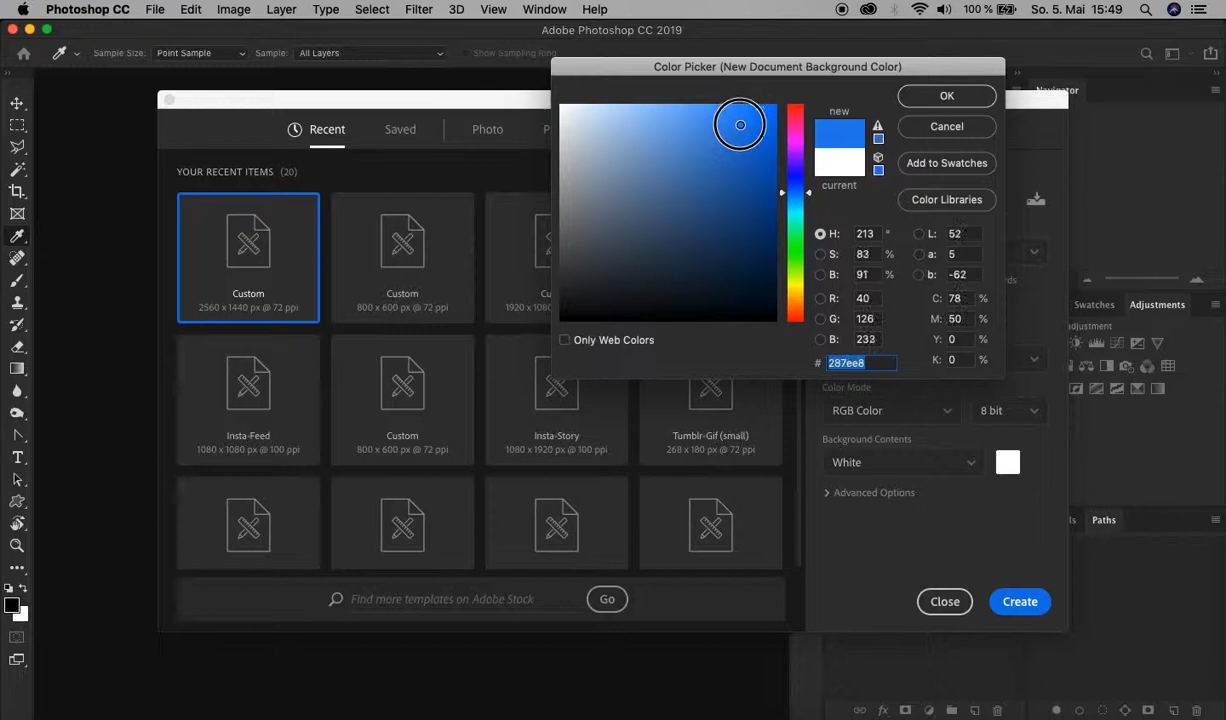 Photoshop CC File Edit Image Layer Type Select Filter 3D View Window Help 100 % So. 5. Mai 15:49
Adobe Photoshop CC 2019
Sample Size: Point Sample Sample: All Layers Show Sampling Ring
Color Picker (New Document Background Color)
new
current
OK
Cancel
Add to Swatches
Color Libraries
H: 213 °
S: 83 %
B: 91 %
R: 40
G: 126
B: 233
L: 52
a: 5
b: -62
C: 78 %
M: 50 %
Y: 0 %
K: 0 %
# 287ee8
Only Web Colors
Recent Saved Photo P
YOUR RECENT ITEMS (20)
Custom
2560 x 1440 px @ 72 ppi
Custom
800 x 600 px @ 72 ppi
1920 x 1080
Insta-Feed
1080 x 1080 px @ 100 ppi
Custom
800 x 600 px @ 72 ppi
Insta-Story
1080 x 1920 px @ 100 ppi
Tumblr-Gif (small)
268 x 180 px @ 72 ppi
Find more templates on Adobe Stock Go
Color Mode
RGB Color 8 bit
Background Contents
White
Advanced Options
Close Create
Navigator
Swatches Adjustments
adjustment
ls Paths